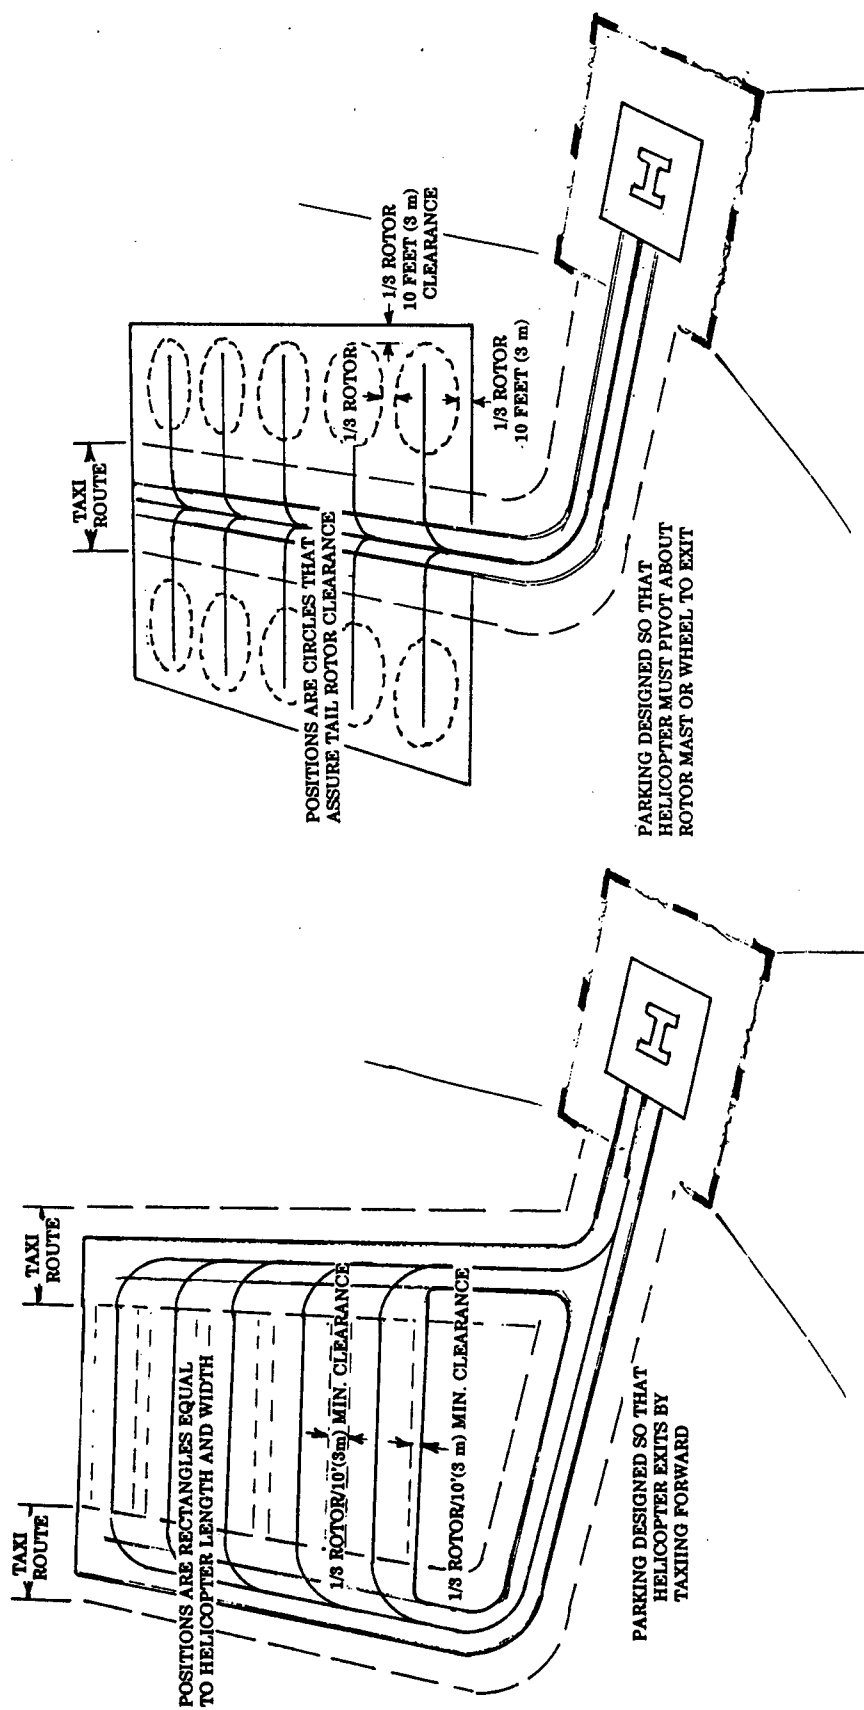 TAXI
ROUTE
TAXI
ROUTE
POSITIONS ARE RECTANGLES EQUAL
TO HELICOPTER LENGTH AND WIDTH
1/3 ROTOR/10'(3m) MIN. CLEARANCE
1/3 ROTOR/10'(3 m) MIN. CLEARANCE
PARKING DESIGNED SO THAT
HELICOPTER EXITS BY
TAXIING FORWARD
H
TAXI
ROUTE
POSITIONS ARE CIRCLES THAT
ASSURE TAIL ROTOR CLEARANCE
1/3 ROTOR
1/3 ROTOR
10 FEET (3 m)
CLEARANCE
1/3 ROTOR
10 FEET (3 m)
PARKING DESIGNED SO THAT
HELICOPTER MUST PIVOT ABOUT
ROTOR MAST OR WHEEL TO EXIT
H